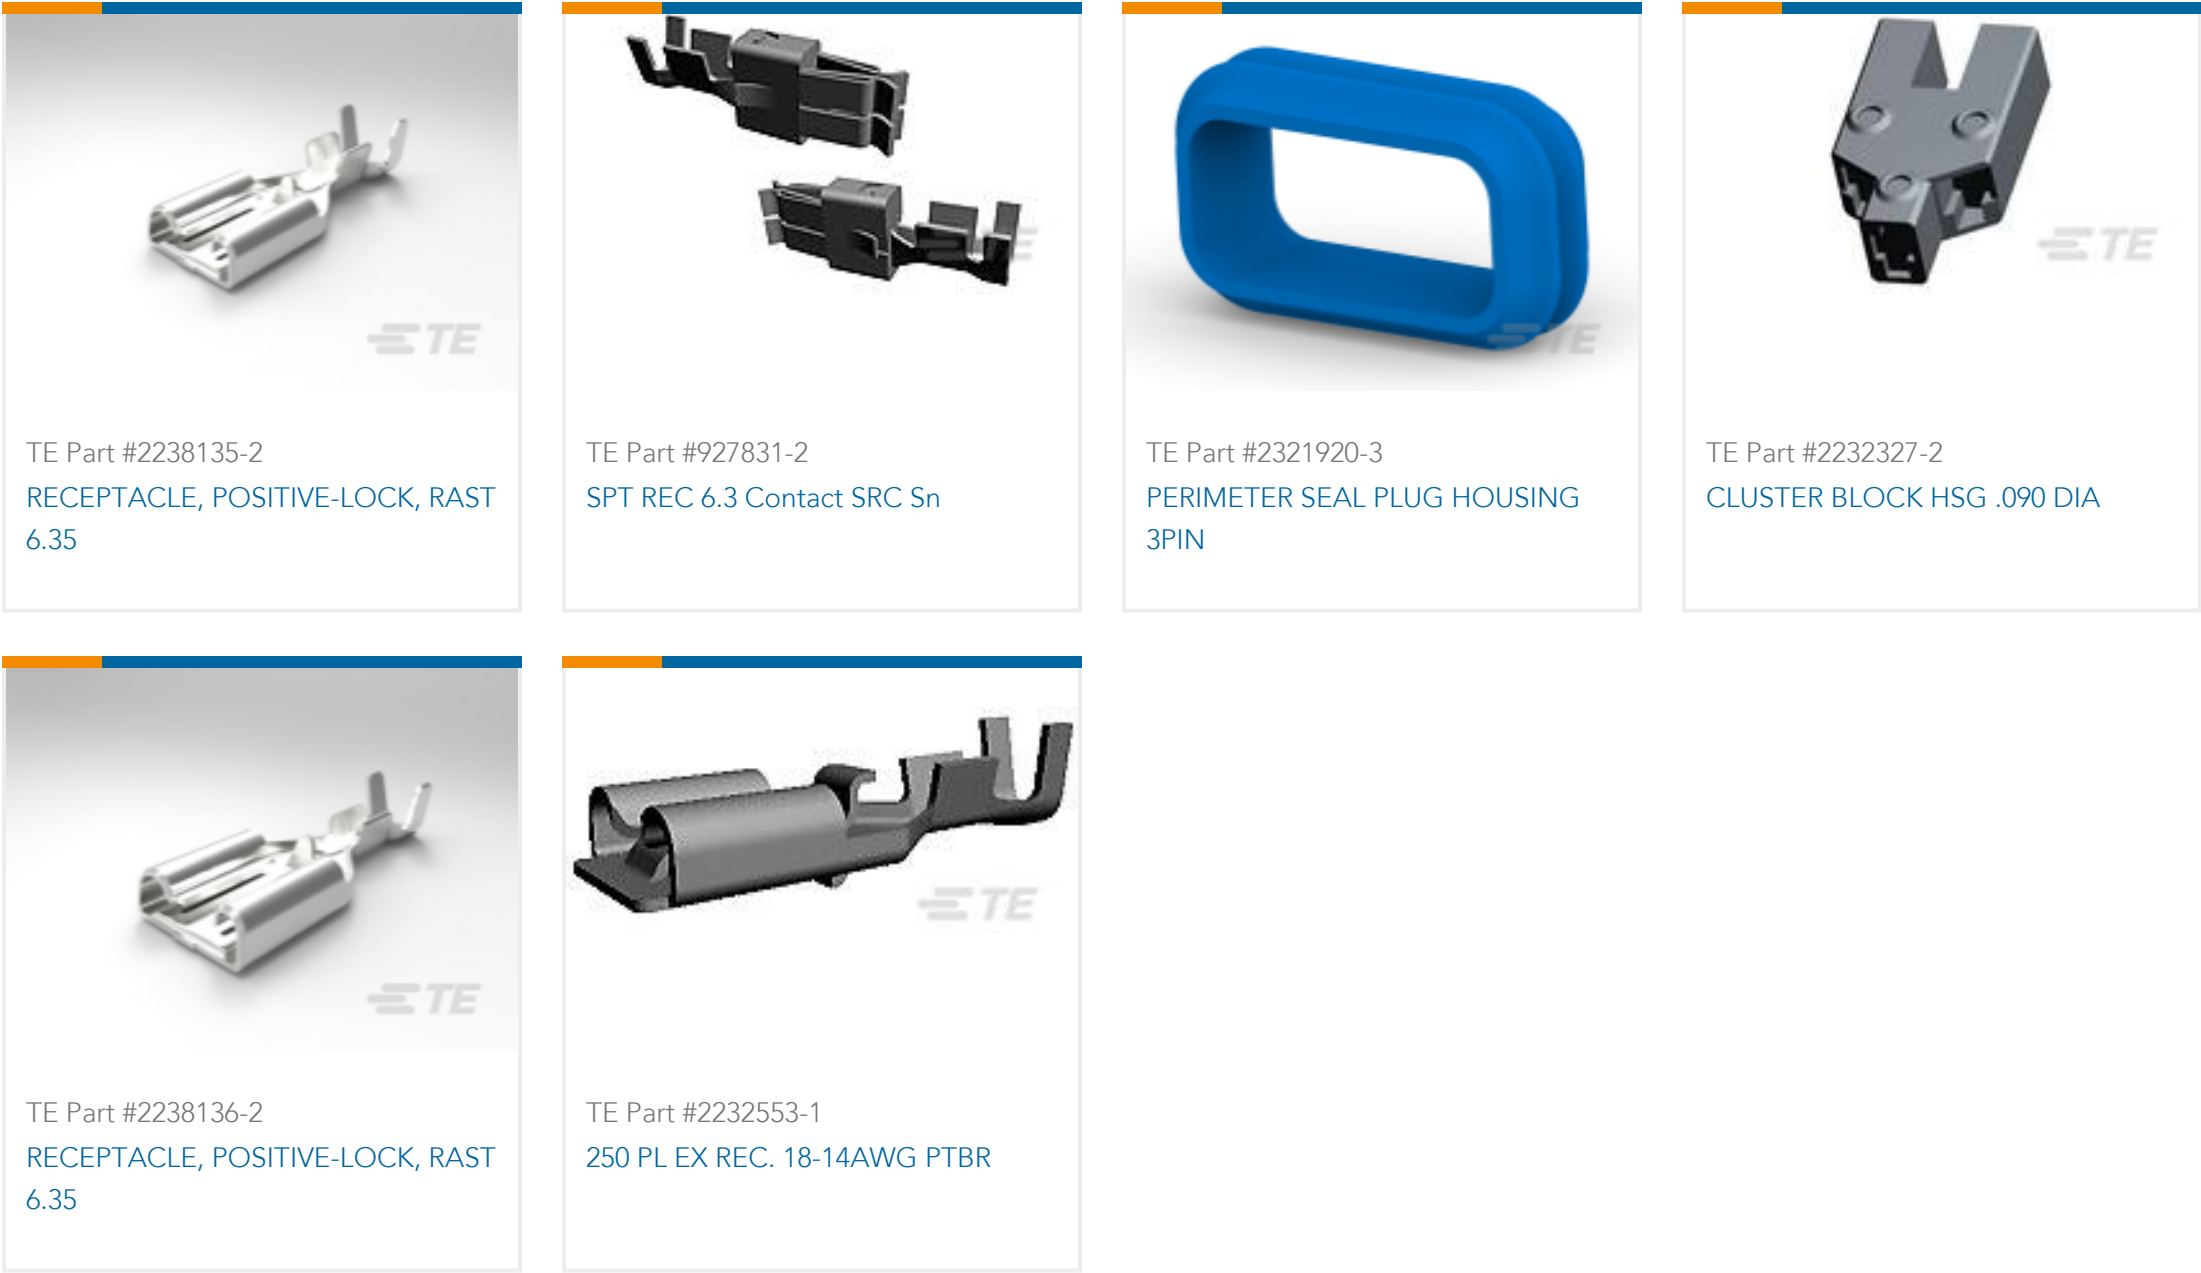 TE
TE
TE
TE
TE Part #2238135-2
RECEPTACLE, POSITIVE-LOCK, RAST
6.35
TE Part #927831-2
SPT REC 6.3 Contact SRC Sn
TE Part #2321920-3
PERIMETER SEAL PLUG HOUSING
3PIN
TE Part #2232327-2
CLUSTER BLOCK HSG .090 DIA
TE
TE
TE Part #2238136-2
RECEPTACLE, POSITIVE-LOCK, RAST
6.35
TE Part #2232553-1
250 PL EX REC. 18-14AWG PTBR